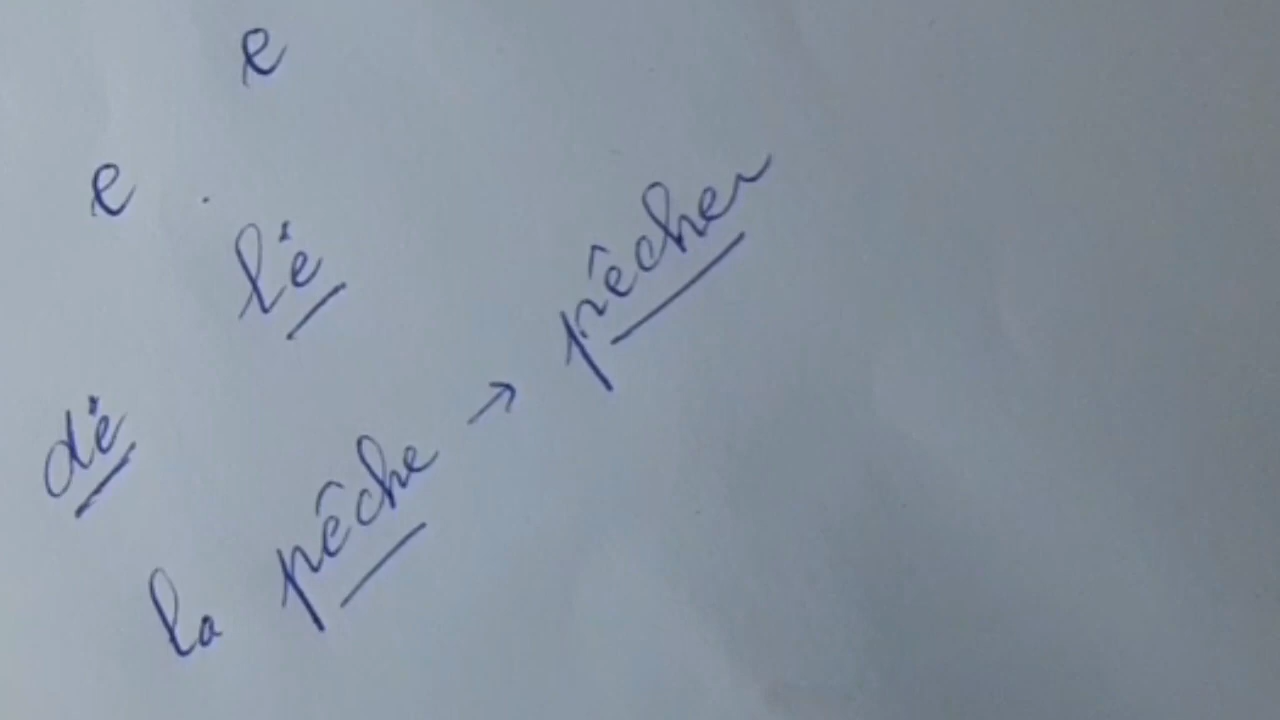 e e
dé lé
la pêche → pêcher